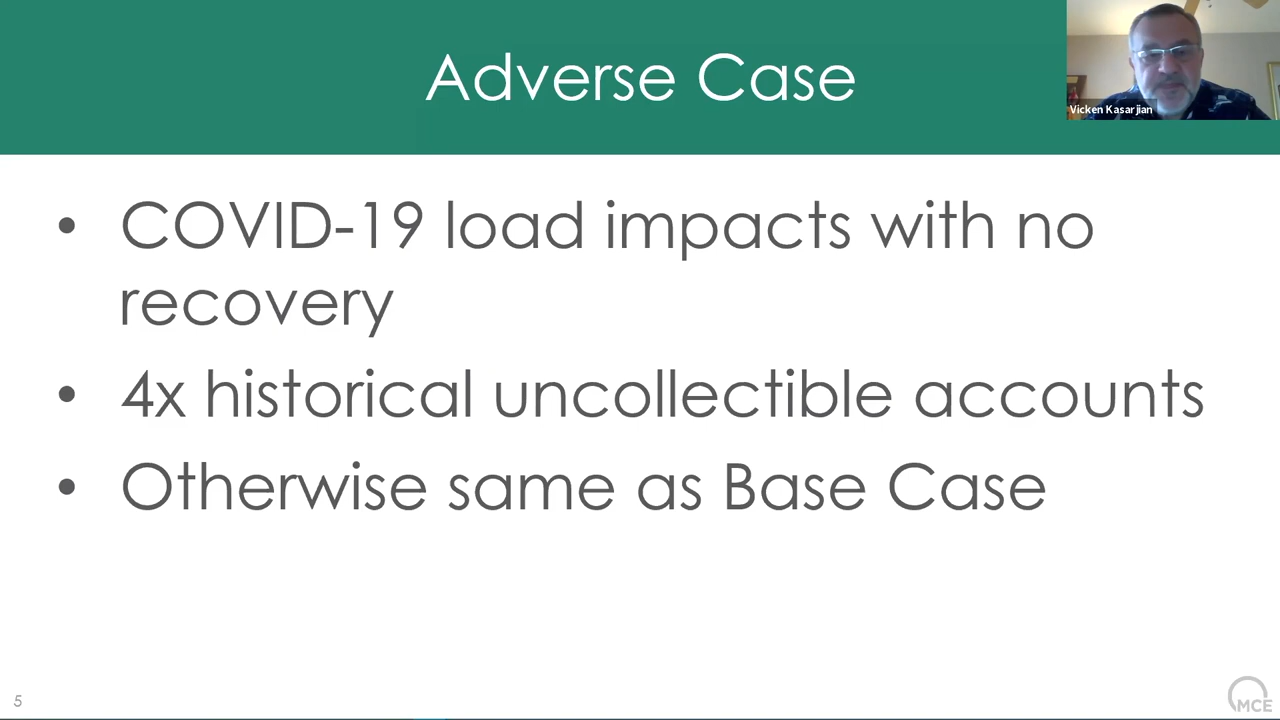 Adverse Case
Vicken Kasarjian
• COVID-19 load impacts with no
recovery
• 4x historical uncollectible accounts
• Otherwise same as Base Case
5
MCE